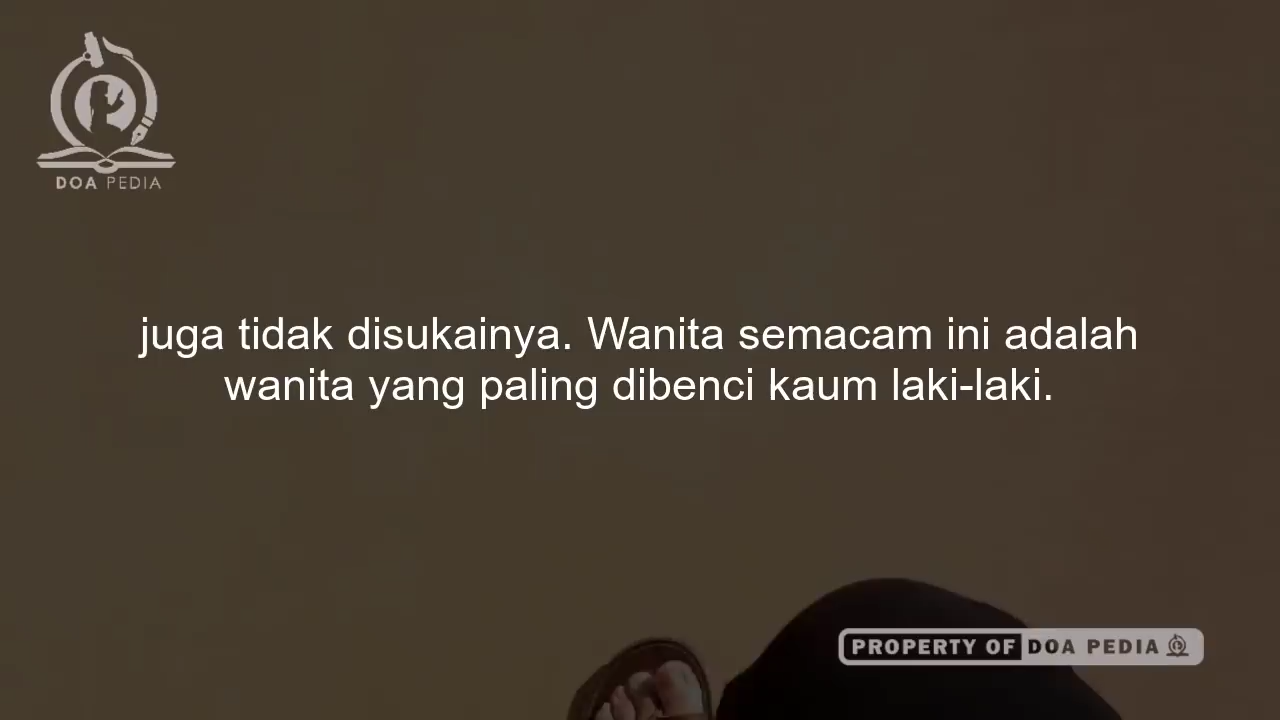 DOA PEDIA
juga tidak disukainya. Wanita semacam ini adalah
wanita yang paling dibenci kaum laki-laki.
PROPERTY OF DOA PEDIA